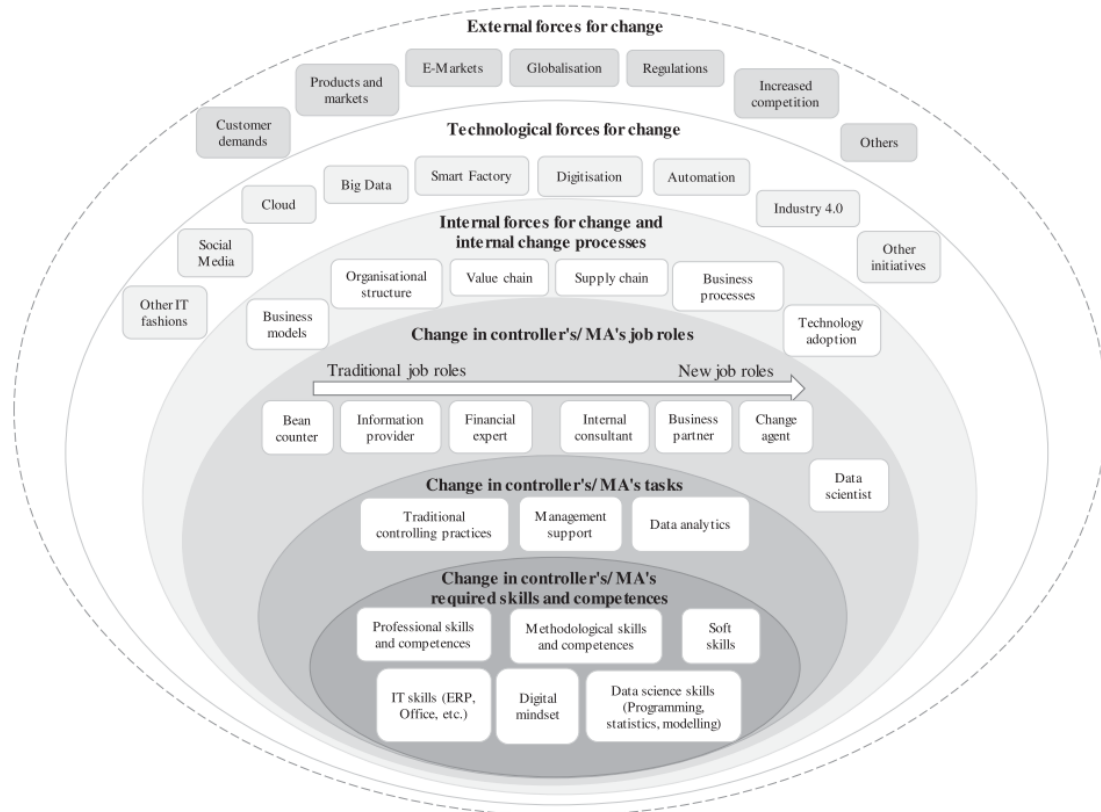 External forces for change
E-Markets
Globalisation
Regulations
Products and
markets
Increased
competition
Customer
demands
Others
Technological forces for change
Smart Factory
Digitisation
Automation
Big Data
Cloud
Industry 4.0
Social
Media
Other
initiatives
Other IT
fashions
Internal forces for change and
internal change processes
Organisational
structure
Value chain
Supply chain
Business
processes
Business
models
Technology
adoption
Change in controller's/ MA's job roles
Traditional job roles
New job roles
Bean
counter
Information
provider
Financial
expert
Internal
consultant
Business
partner
Change
agent
Data
scientist
Change in controller's/ MA's tasks
Traditional
controlling practices
Management
support
Data analytics
Change in controller's/ MA's
required skills and competences
Professional skills
and competences
Methodological skills
and competences
Soft
skills
IT skills (ERP,
Office, etc.)
Digital
mindset
Data science skills
(Programming,
statistics, modelling)